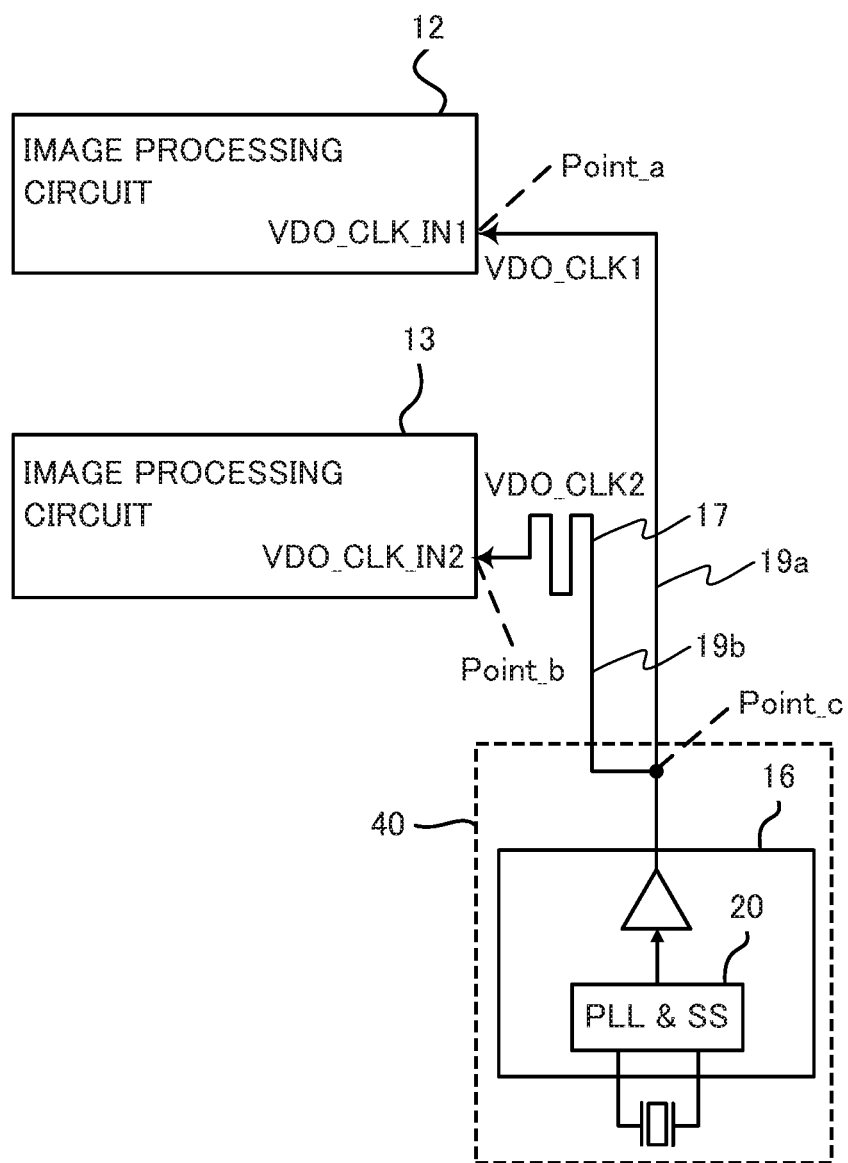 12
IMAGE PROCESSING
CIRCUIT
Point_a
VDO_CLK_IN1
VDO_CLK1
13
IMAGE PROCESSING
CIRCUIT
VDO_CLK2
17
VDO_CLK_IN2
19a
19b
Point_b
Point_c
16
40
20
PLL & SS